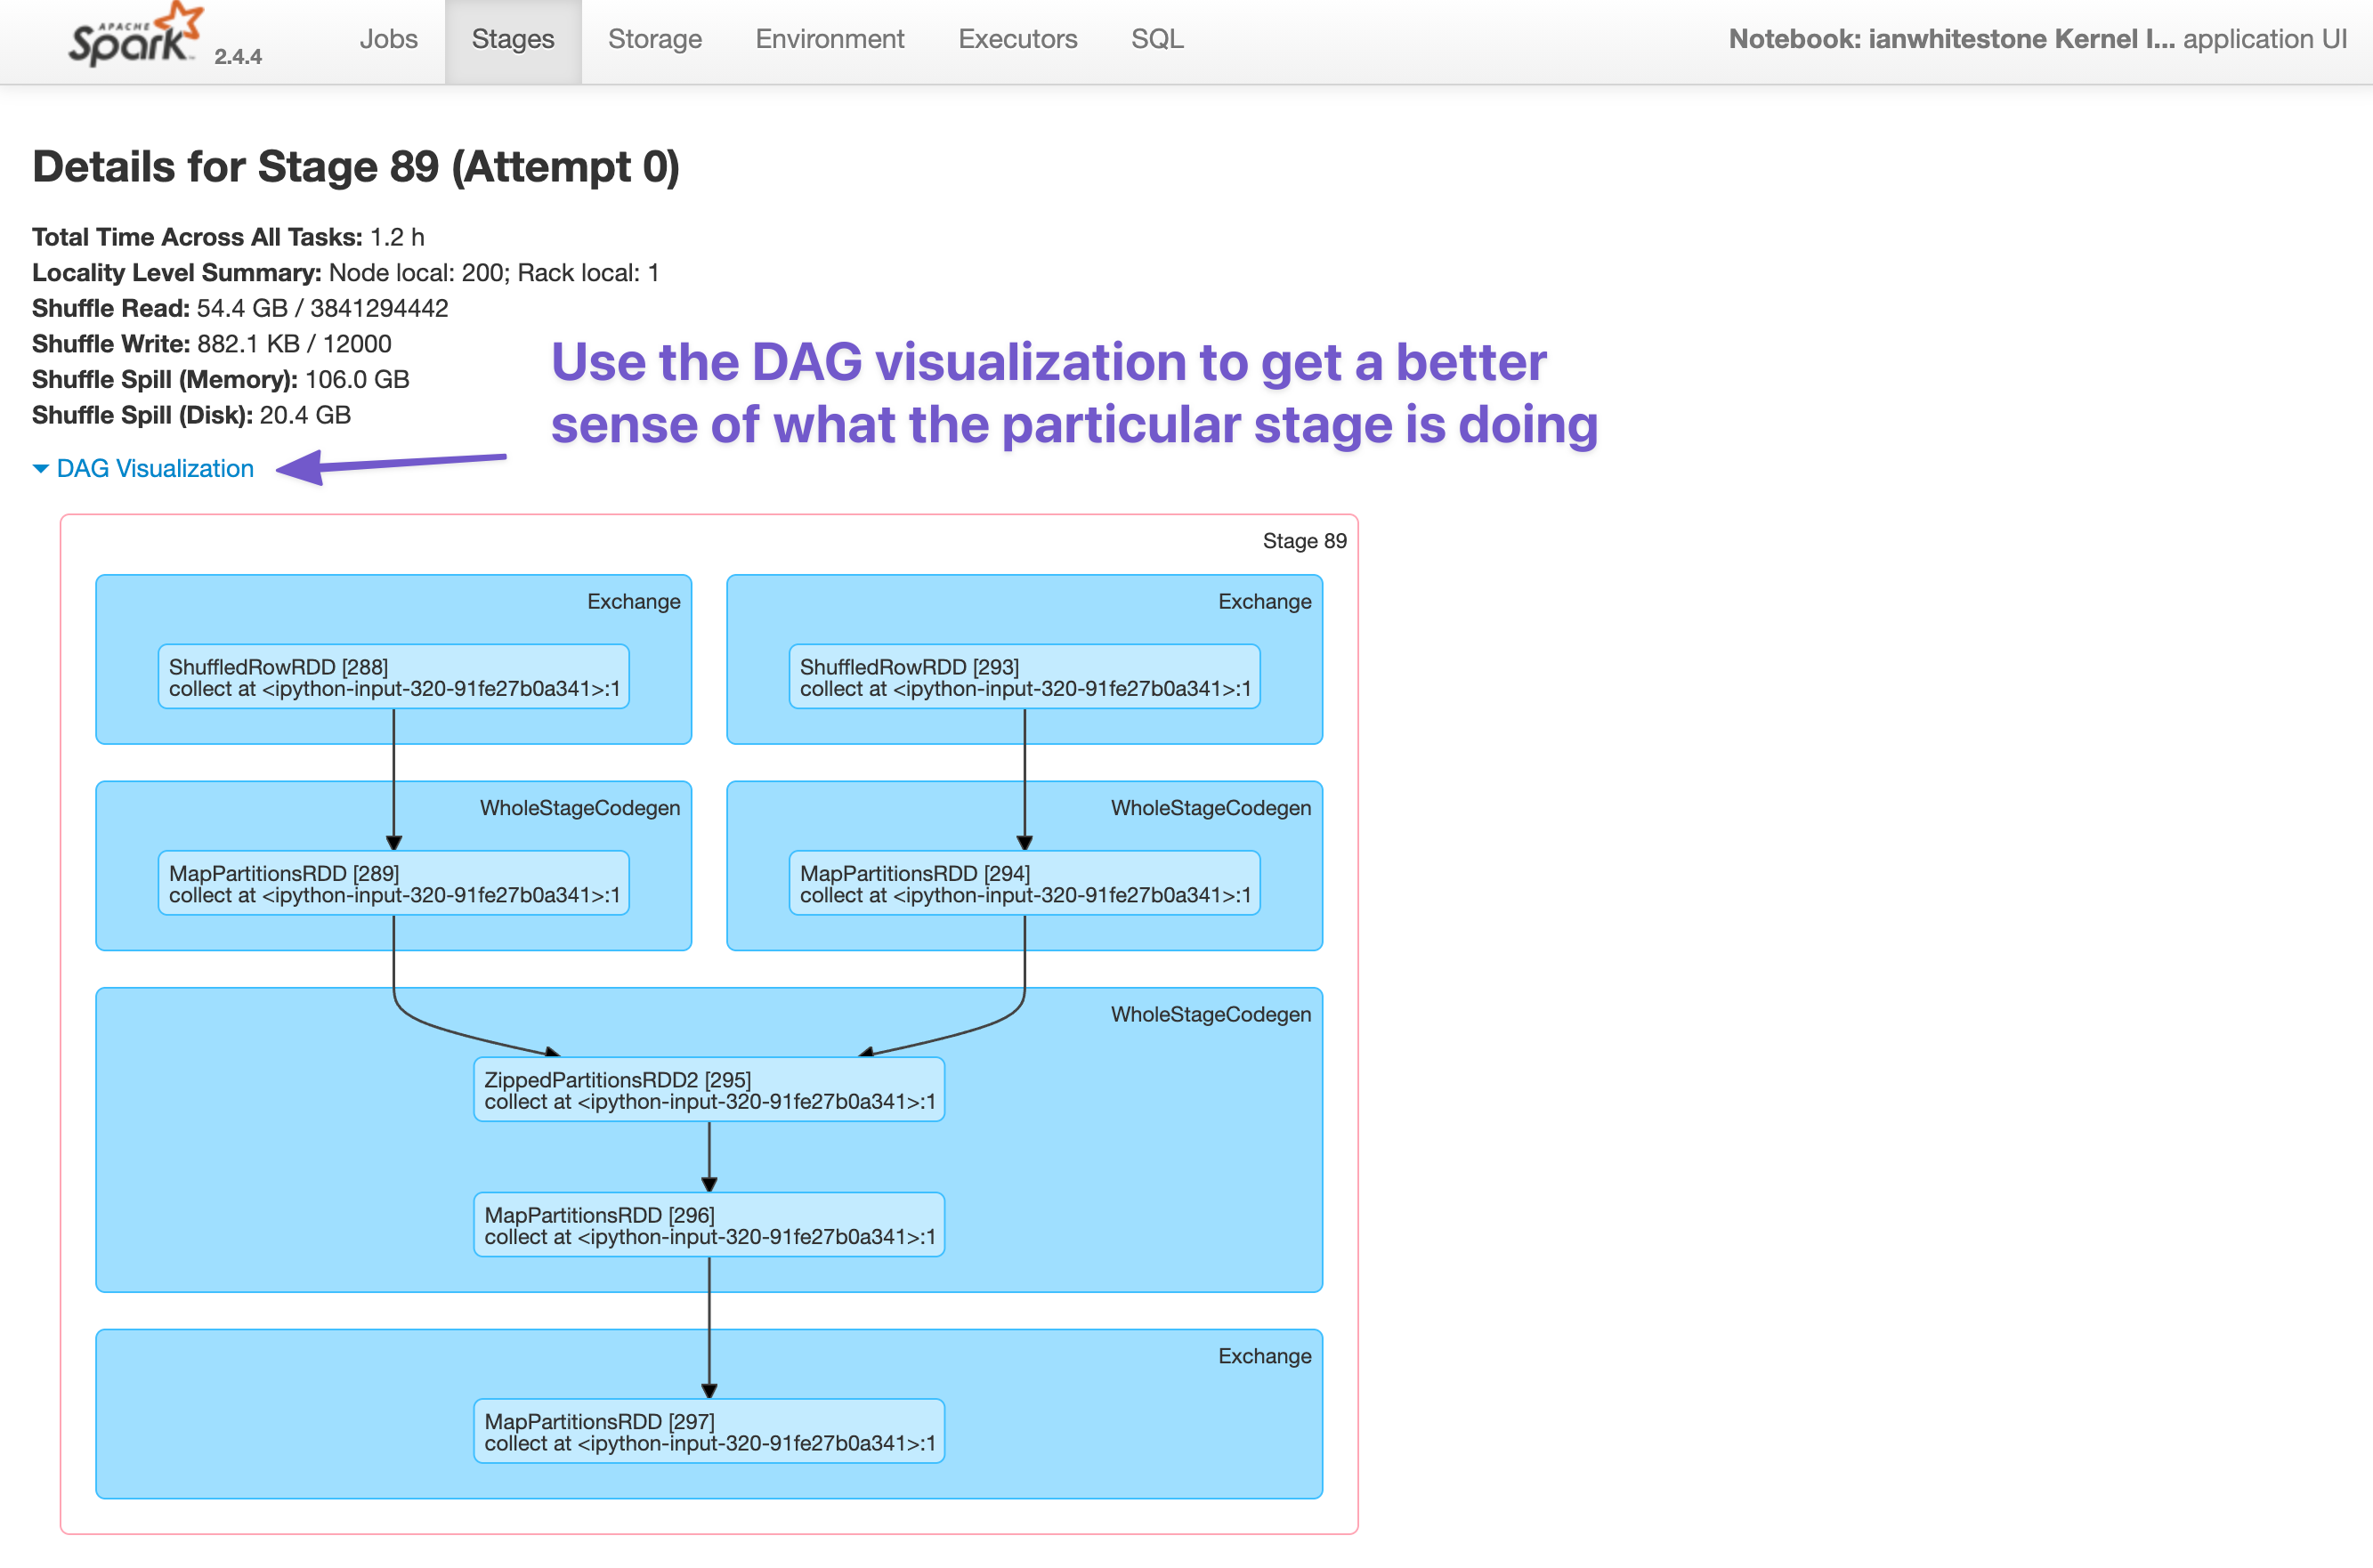 APACHE
Spark™ 2.4.4 Jobs Stages Storage Environment Executors SQL Notebook: ianwhitestone Kernel I... application UI
Details for Stage 89 (Attempt 0)
Total Time Across All Tasks: 1.2 h
Locality Level Summary: Node local: 200; Rack local: 1
Shuffle Read: 54.4 GB / 3841294442
Shuffle Write: 882.1 KB / 12000
Shuffle Spill (Memory): 106.0 GB
Shuffle Spill (Disk): 20.4 GB
Use the DAG visualization to get a better
sense of what the particular stage is doing
DAG Visualization
Stage 89
Exchange
ShuffledRowRDD [288]
collect at <ipython-input-320-91fe27b0a341>:1
Exchange
ShuffledRowRDD [293]
collect at <ipython-input-320-91fe27b0a341>:1
WholeStageCodegen
MapPartitionsRDD [289]
collect at <ipython-input-320-91fe27b0a341>:1
WholeStageCodegen
MapPartitionsRDD [294]
collect at <ipython-input-320-91fe27b0a341>:1
WholeStageCodegen
ZippedPartitionsRDD2 [295]
collect at <ipython-input-320-91fe27b0a341>:1
MapPartitionsRDD [296]
collect at <ipython-input-320-91fe27b0a341>:1
Exchange
MapPartitionsRDD [297]
collect at <ipython-input-320-91fe27b0a341>:1